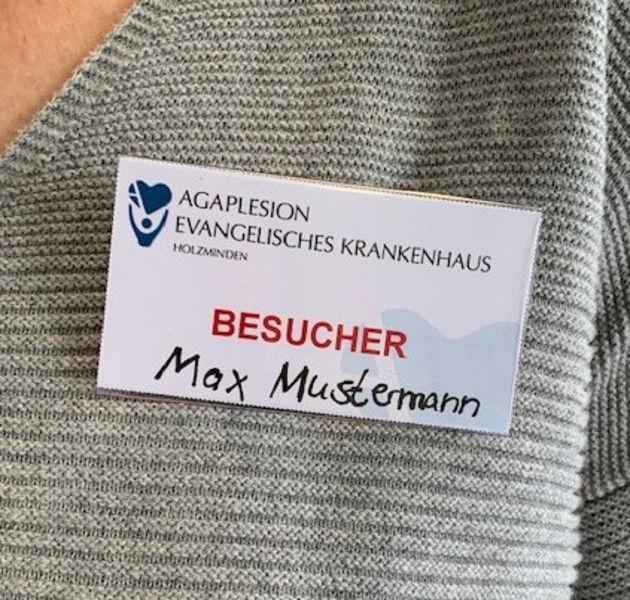 AGAPLESION
EVANGELISCHES KRANKENHAUS
HOLZMINDEN
BESUCHER
Max Mustermann